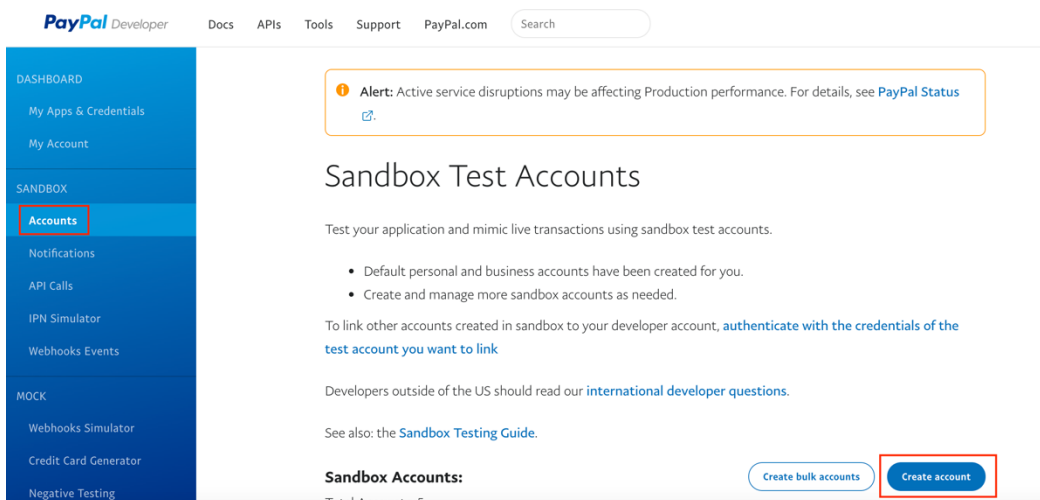 PayPal Developer Docs APIs Tools Support PayPal.com Search
DASHBOARD
My Apps & Credentials
My Account
SANDBOX
Accounts
Notifications
API Calls
IPN Simulator
Webhooks Events
MOCK
Webhooks Simulator
Credit Card Generator
Negative Testing
Alert: Active service disruptions may be affecting Production performance. For details, see PayPal Status
.
Sandbox Test Accounts
Test your application and mimic live transactions using sandbox test accounts.
• Default personal and business accounts have been created for you.
• Create and manage more sandbox accounts as needed.
To link other accounts created in sandbox to your developer account, authenticate with the credentials of the
test account you want to link
Developers outside of the US should read our international developer questions.
See also: the Sandbox Testing Guide.
Sandbox Accounts: Create bulk accounts Create account